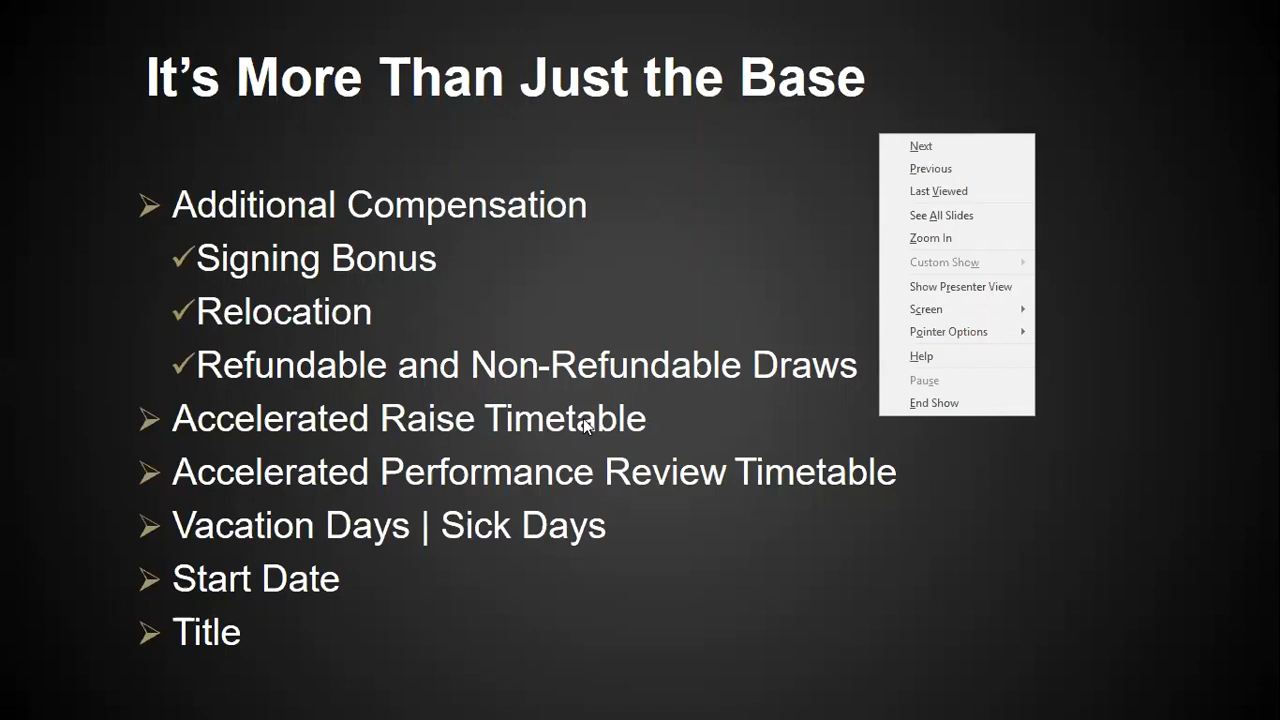 It’s More Than Just the Base
Additional Compensation
Signing Bonus
Relocation
Refundable and Non-Refundable Draws
Accelerated Raise Timetable
Accelerated Performance Review Timetable
Vacation Days | Sick Days
Start Date
Title
Next
Previous
Last Viewed
See All Slides
Zoom In
Custom Show
Show Presenter View
Screen
Pointer Options
Help
Pause
End Show